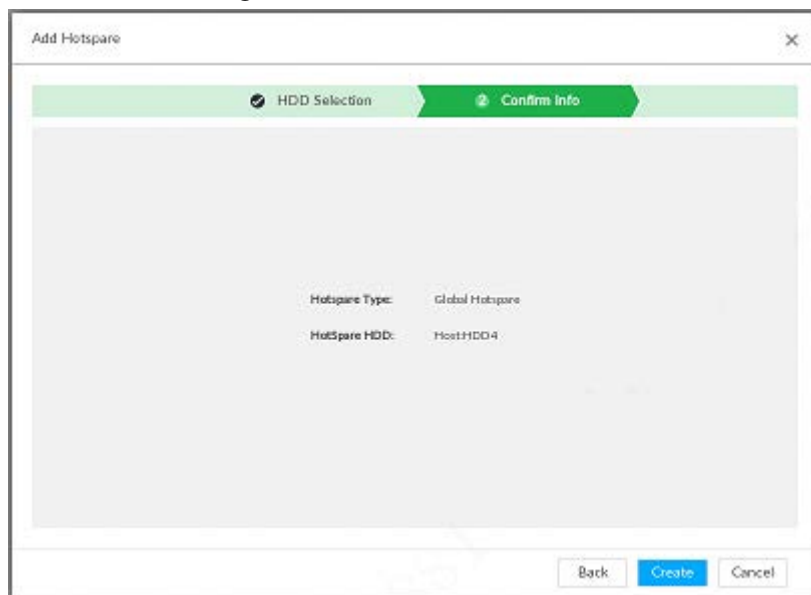 Add Hotspare
HDD Selection 2 Confirm Info
Hotspare Type: Global Hotspare
HotSpare HDD: Host:HDD4
Back Create Cancel